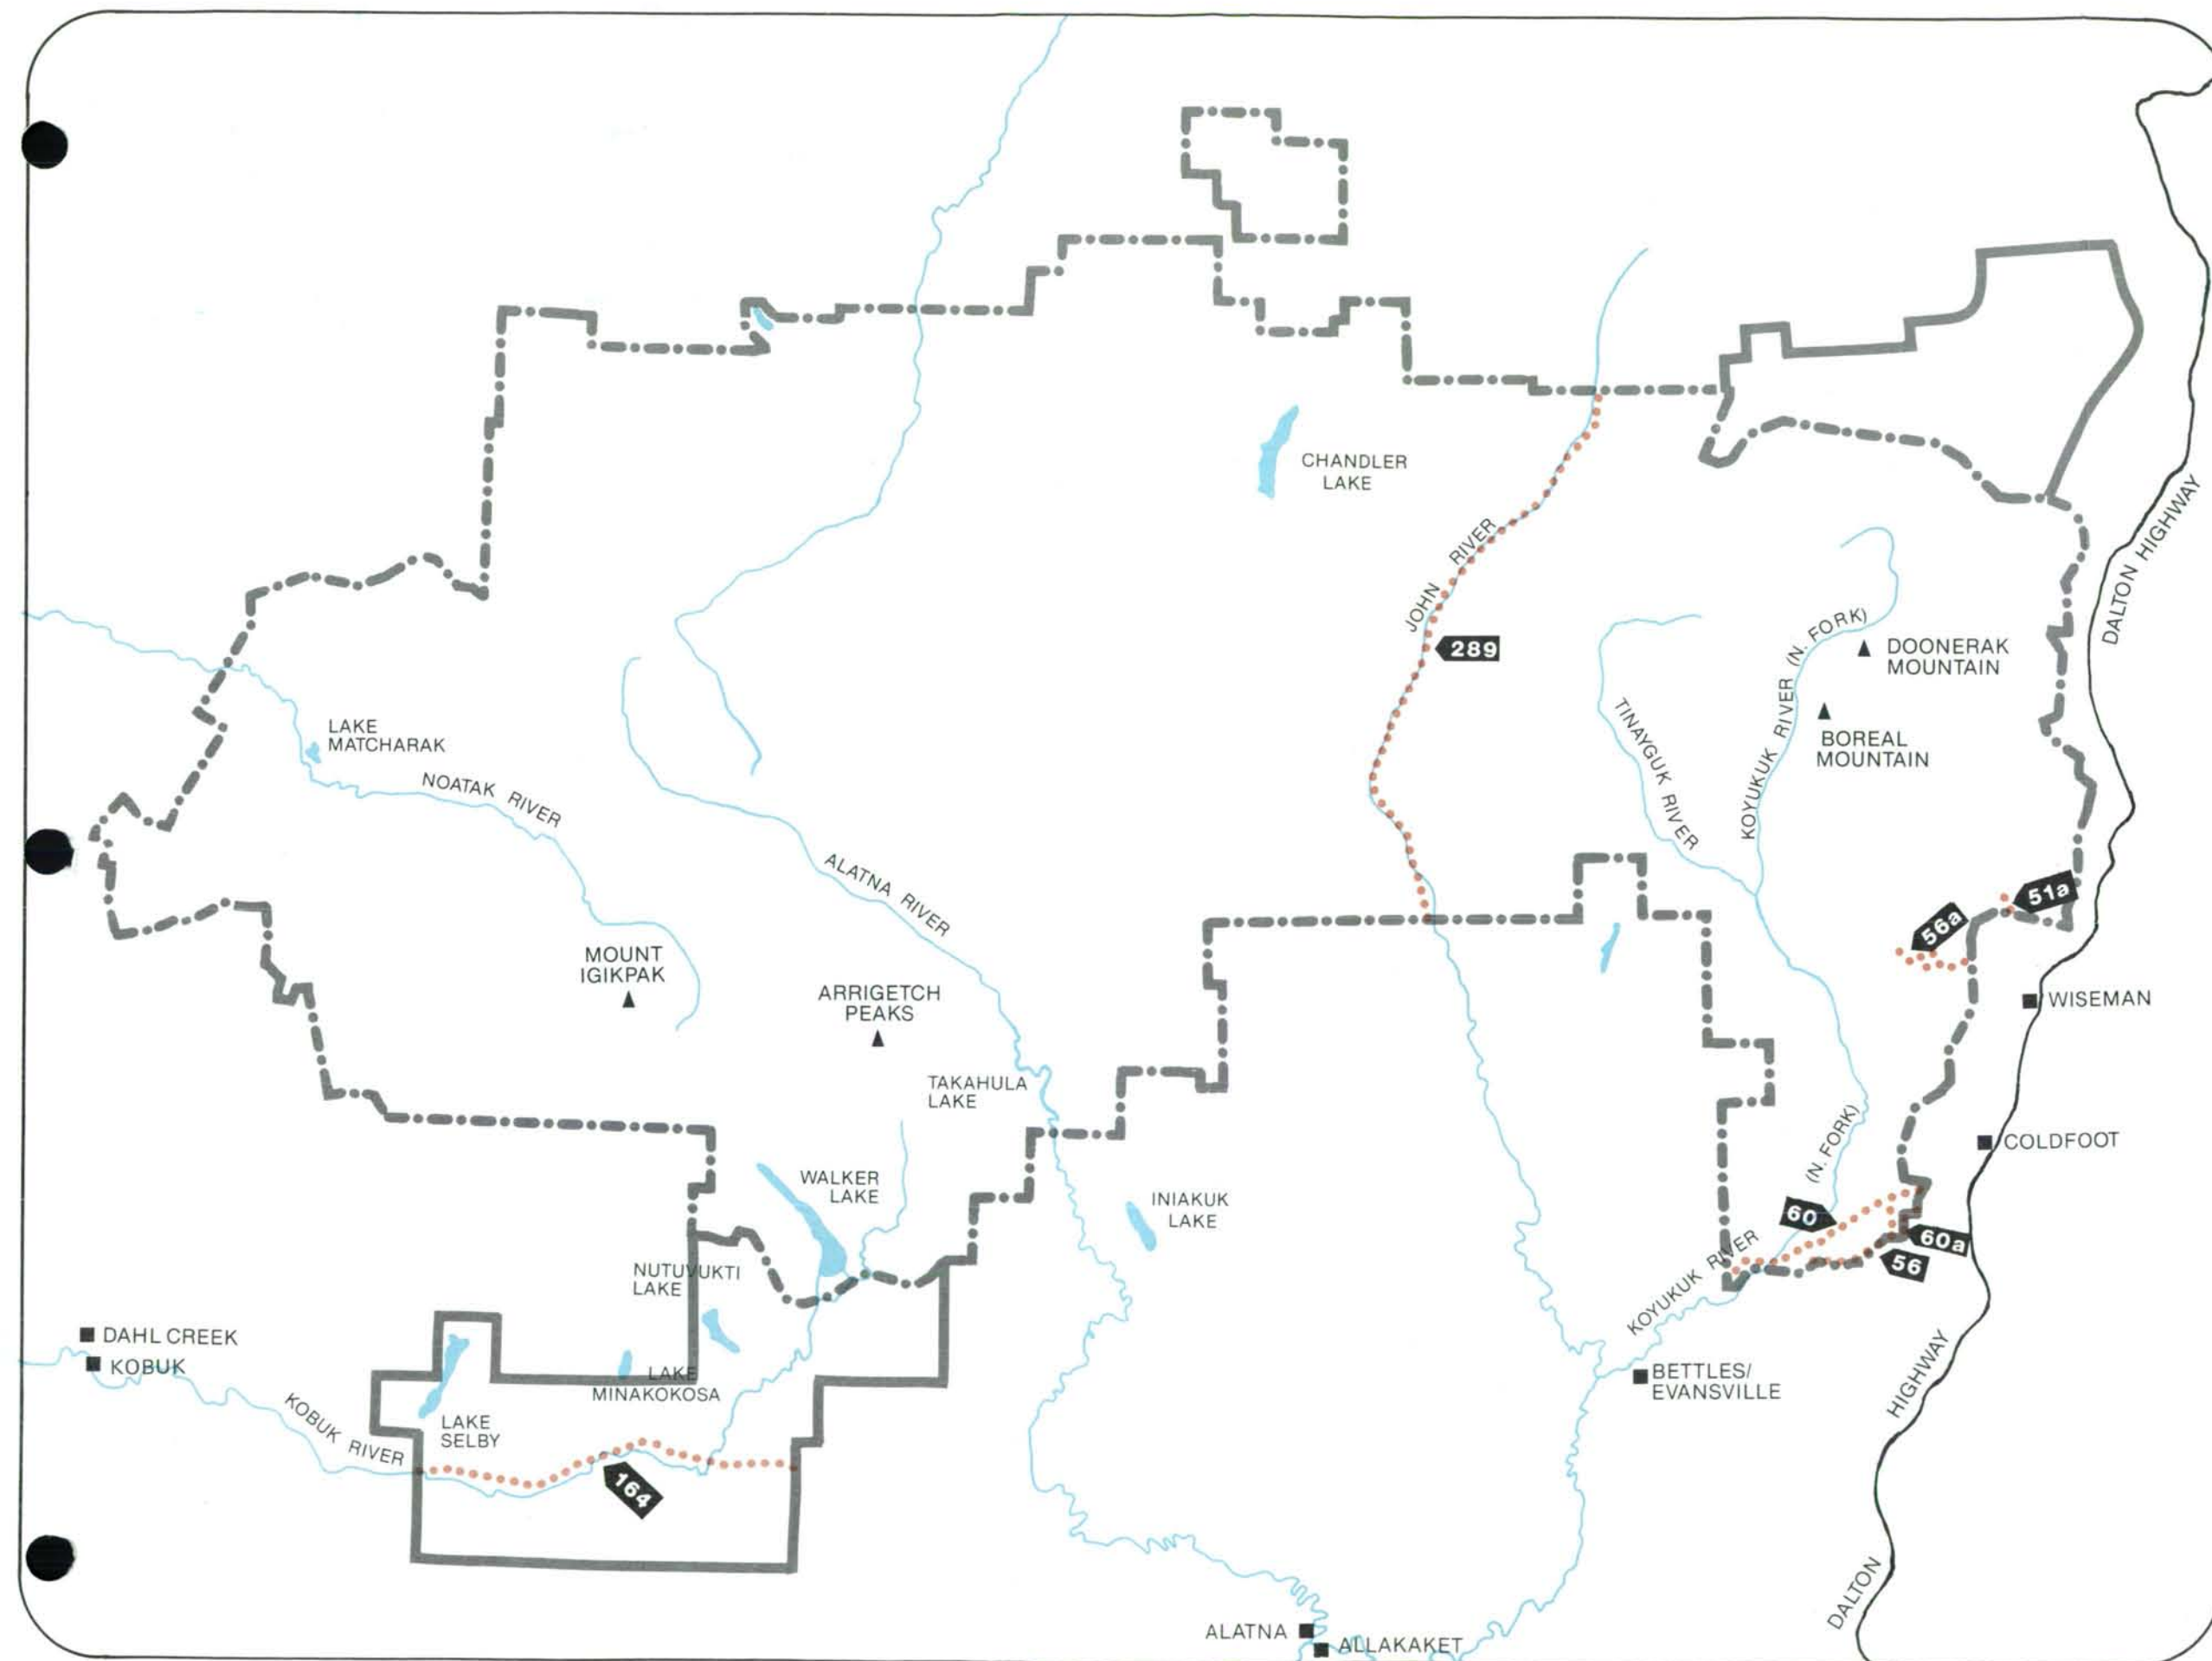 CHANDLER
LAKE
DALTON HIGHWAY
JOHN RIVER
289
KOYUKUK RIVER (N. FORK)
DOONERAK
MOUNTAIN
TINAYGUK RIVER
BOREAL
MOUNTAIN
LAKE
MATCHARAK
NOATAK RIVER
ALATNA RIVER
51a
56a
MOUNT
IGIKPAK
ARRIGETCH
PEAKS
WISEMAN
TAKAHULA
LAKE
COLDFOOT
(N. FORK)
WALKER
LAKE
INIAKUK
LAKE
60
60a
56
KOYUKUK RIVER
NUTUVUKTI
LAKE
DAHL CREEK
KOBUK
LAKE
MINAKOKOSA
BETTLES/
EVANSVILLE
HIGHWAY
KOBUK RIVER
LAKE
SELBY
164
DALTON
ALATNA
ALLAKAKET